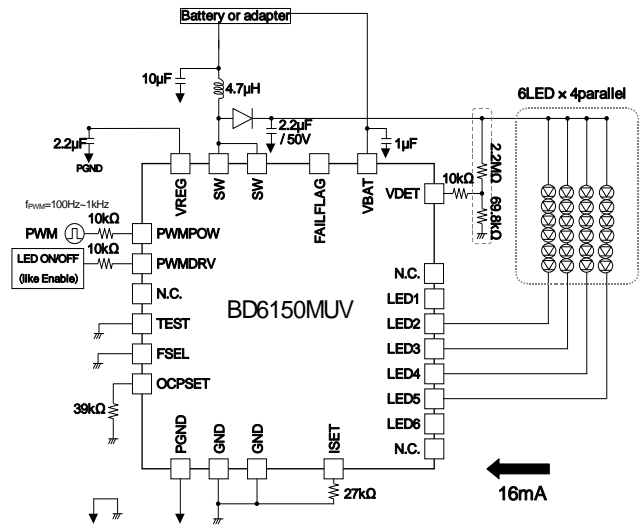 Battery or adapter
10µF
4.7µH
6LED × 4parallel
2.2µF
2.2µF
/ 50V
1µF
PGND
2.2MΩ
69.8kΩ
10kΩ
VREG
SW
SW
FAILFLAG
VBAT
VDET
fPWM=100Hz~1kHz
10kΩ
PWM
PWMPOW
10kΩ
LED ON/OFF
(like Enable)
PWMDRV
N.C.
N.C.
LED1
BD6150MUV
TEST
LED2
FSEL
LED3
OCPSET
LED4
39kΩ
LED5
LED6
N.C.
PGND
GND
GND
ISET
27kΩ
16mA